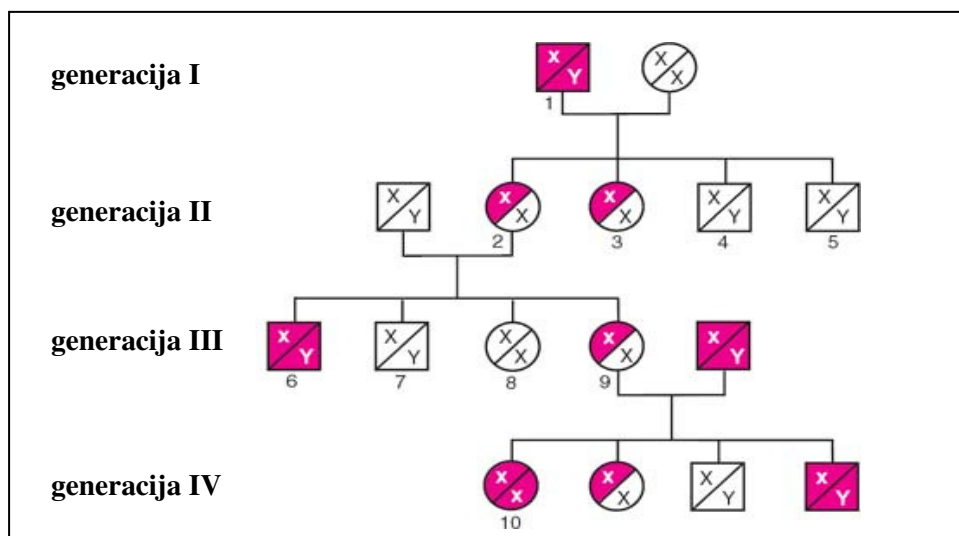 generacija I
X Y X X
1
generacija II
X Y X X X X X Y X Y
2 3 4 5
generacija III
X Y X Y X X X X X Y
6 7 8 9
generacija IV
X X X X X Y X Y
10